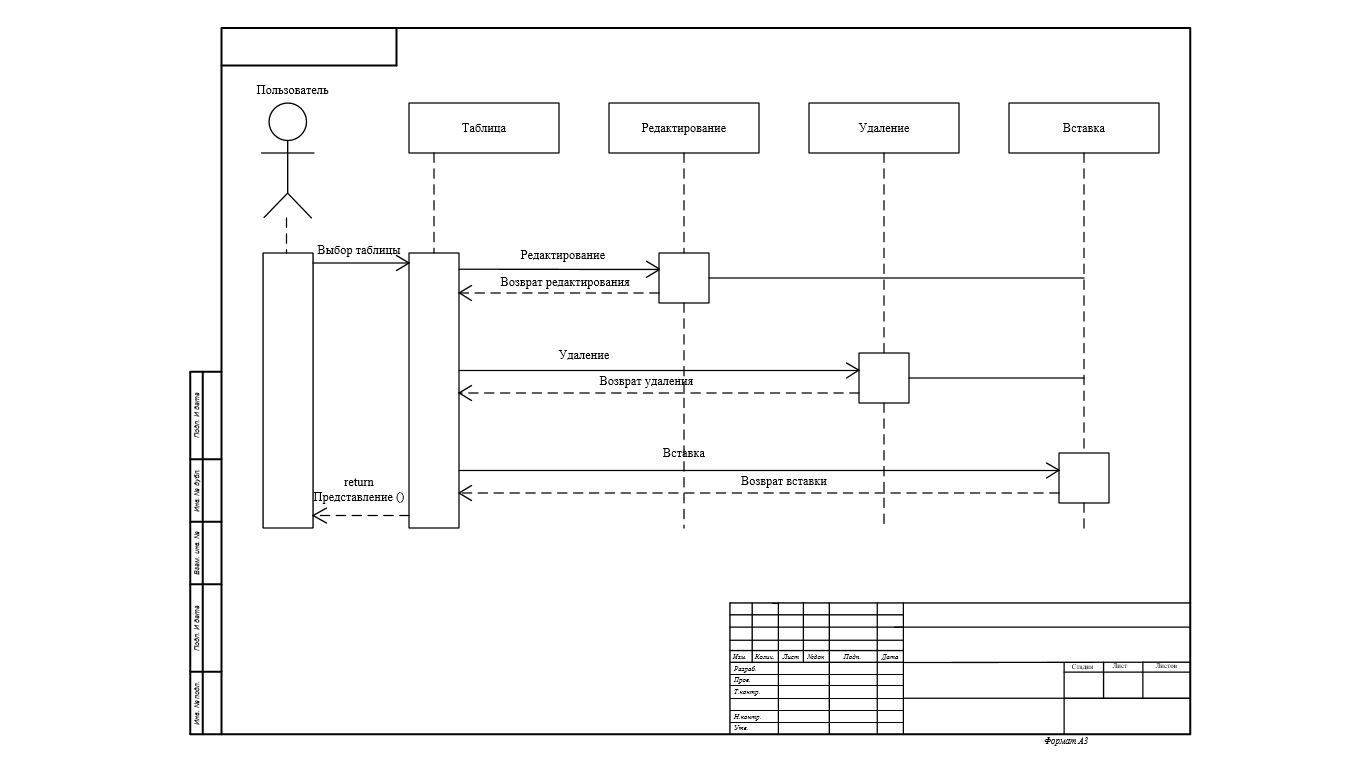 Пользователь
Таблица
Редактирование
Удаление
Вставка
Выбор таблицы
Редактирование
Возврат редактирования
Удаление
Возврат удаления
Вставка
Возврат вставки
return
Представление ()
Подп. И дата
Инв. № дубл.
Взам. инв. №
Подп. И дата
Инв. № подл.
Изм. Колич. Лист №док Подп. Дата
Разраб.
Пров.
Т.контр.
Н.контр.
Утв.
Стадия Лист Листов
Формат А3